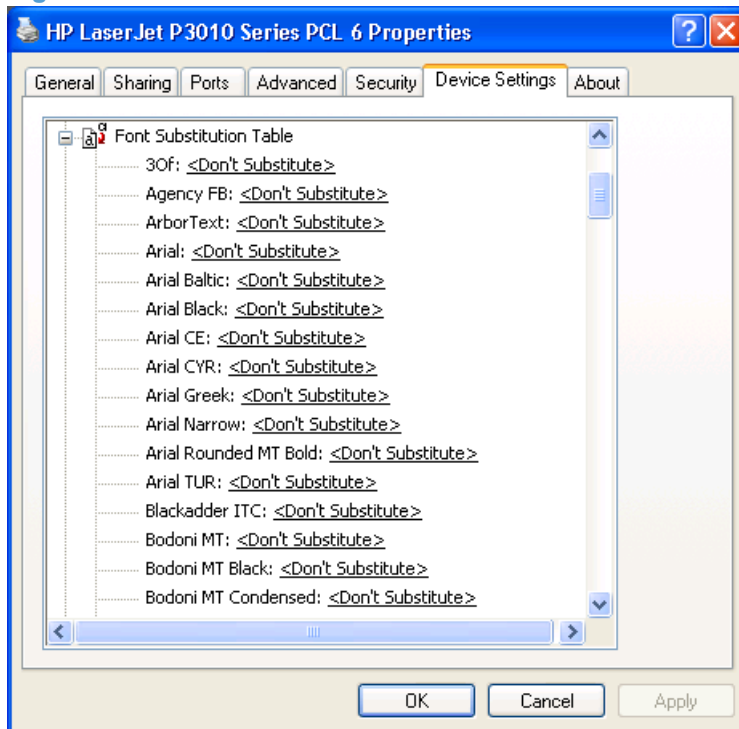 HP LaserJet P3010 Series PCL 6 Properties
General Sharing Ports Advanced Security Device Settings About
Font Substitution Table
3Of: <Don't Substitute>
Agency FB: <Don't Substitute>
ArborText: <Don't Substitute>
Arial: <Don't Substitute>
Arial Baltic: <Don't Substitute>
Arial Black: <Don't Substitute>
Arial CE: <Don't Substitute>
Arial CYR: <Don't Substitute>
Arial Greek: <Don't Substitute>
Arial Narrow: <Don't Substitute>
Arial Rounded MT Bold: <Don't Substitute>
Arial TUR: <Don't Substitute>
Blackadder ITC: <Don't Substitute>
Bodoni MT: <Don't Substitute>
Bodoni MT Black: <Don't Substitute>
Bodoni MT Condensed: <Don't Substitute>
OK Cancel Apply